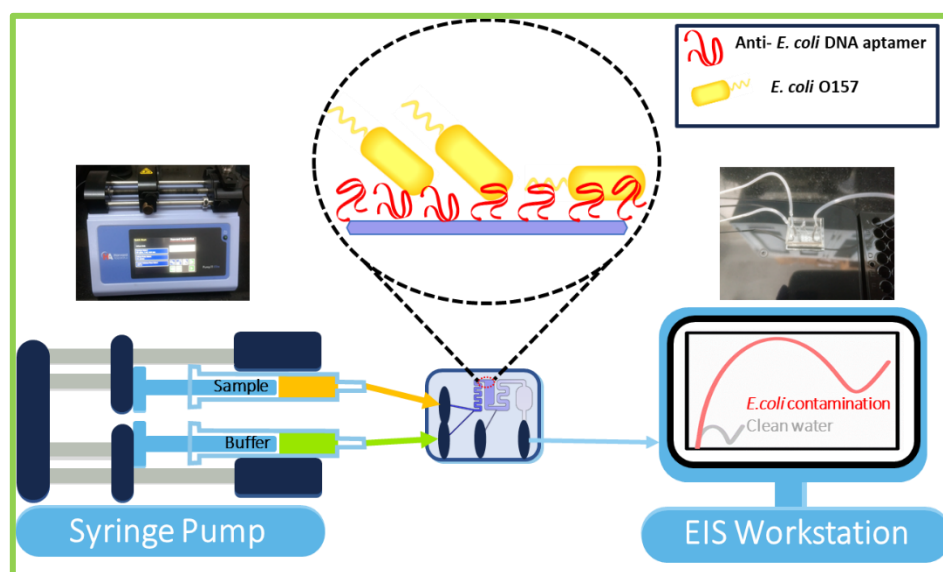 Anti- E. coli DNA aptamer
E. coli O157
Sample
Buffer
E.coli contamination
Clean water
Syringe Pump
EIS Workstation